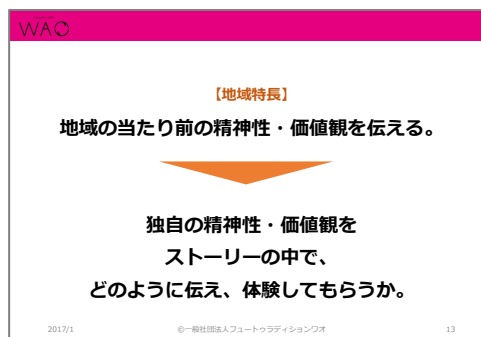 WAO
【地域特長】
地域の当たり前の精神性・価値観を伝える。
独自の精神性・価値観を
ストーリーの中で、
どのように伝え、体験してもらうか。
2017/1
©一般社団法人フュートゥラディションワオ
13